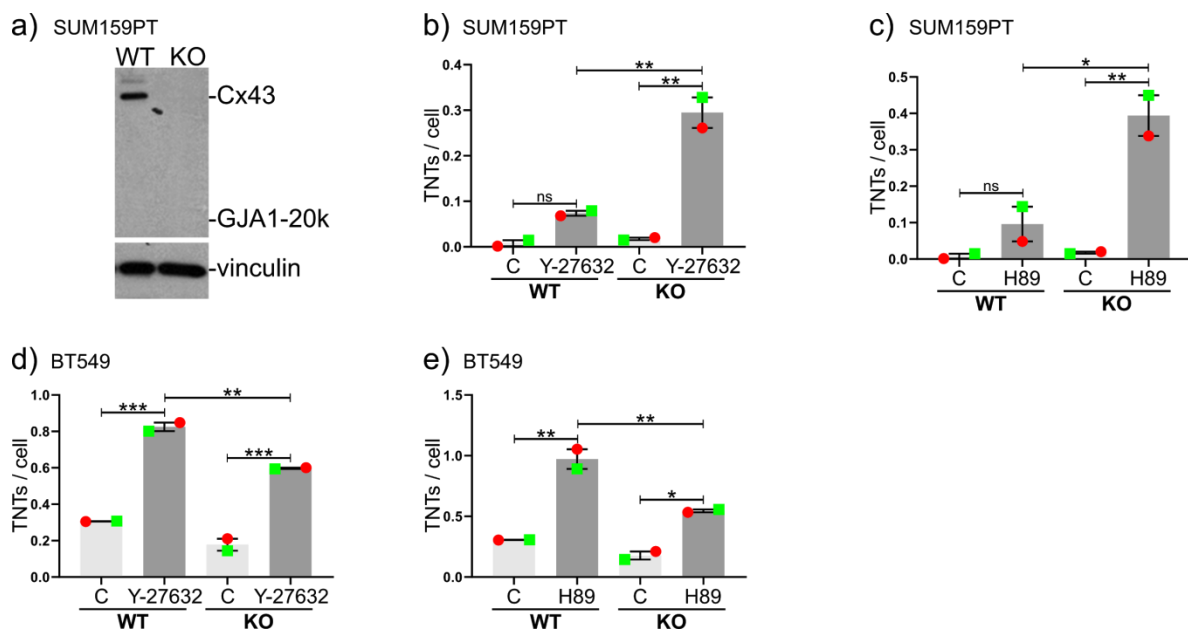 a) SUM159PT
WT KO
-Cx43
-GJA1-20k
-vinculin
b) SUM159PT
TNTs / cell
0.4
0.3
0.2
0.1
0.0
ns
**
**
C Y-27632 C Y-27632
WT KO
c) SUM159PT
TNTs / cell
0.5
0.4
0.3
0.2
0.1
0.0
ns
*
**
C H89 C H89
WT KO
d) BT549
TNTs / cell
1.0
0.8
0.6
0.4
0.2
0.0
***
**
***
C Y-27632 C Y-27632
WT KO
e) BT549
TNTs / cell
1.5
1.0
0.5
0.0
**
**
*
C H89 C H89
WT KO